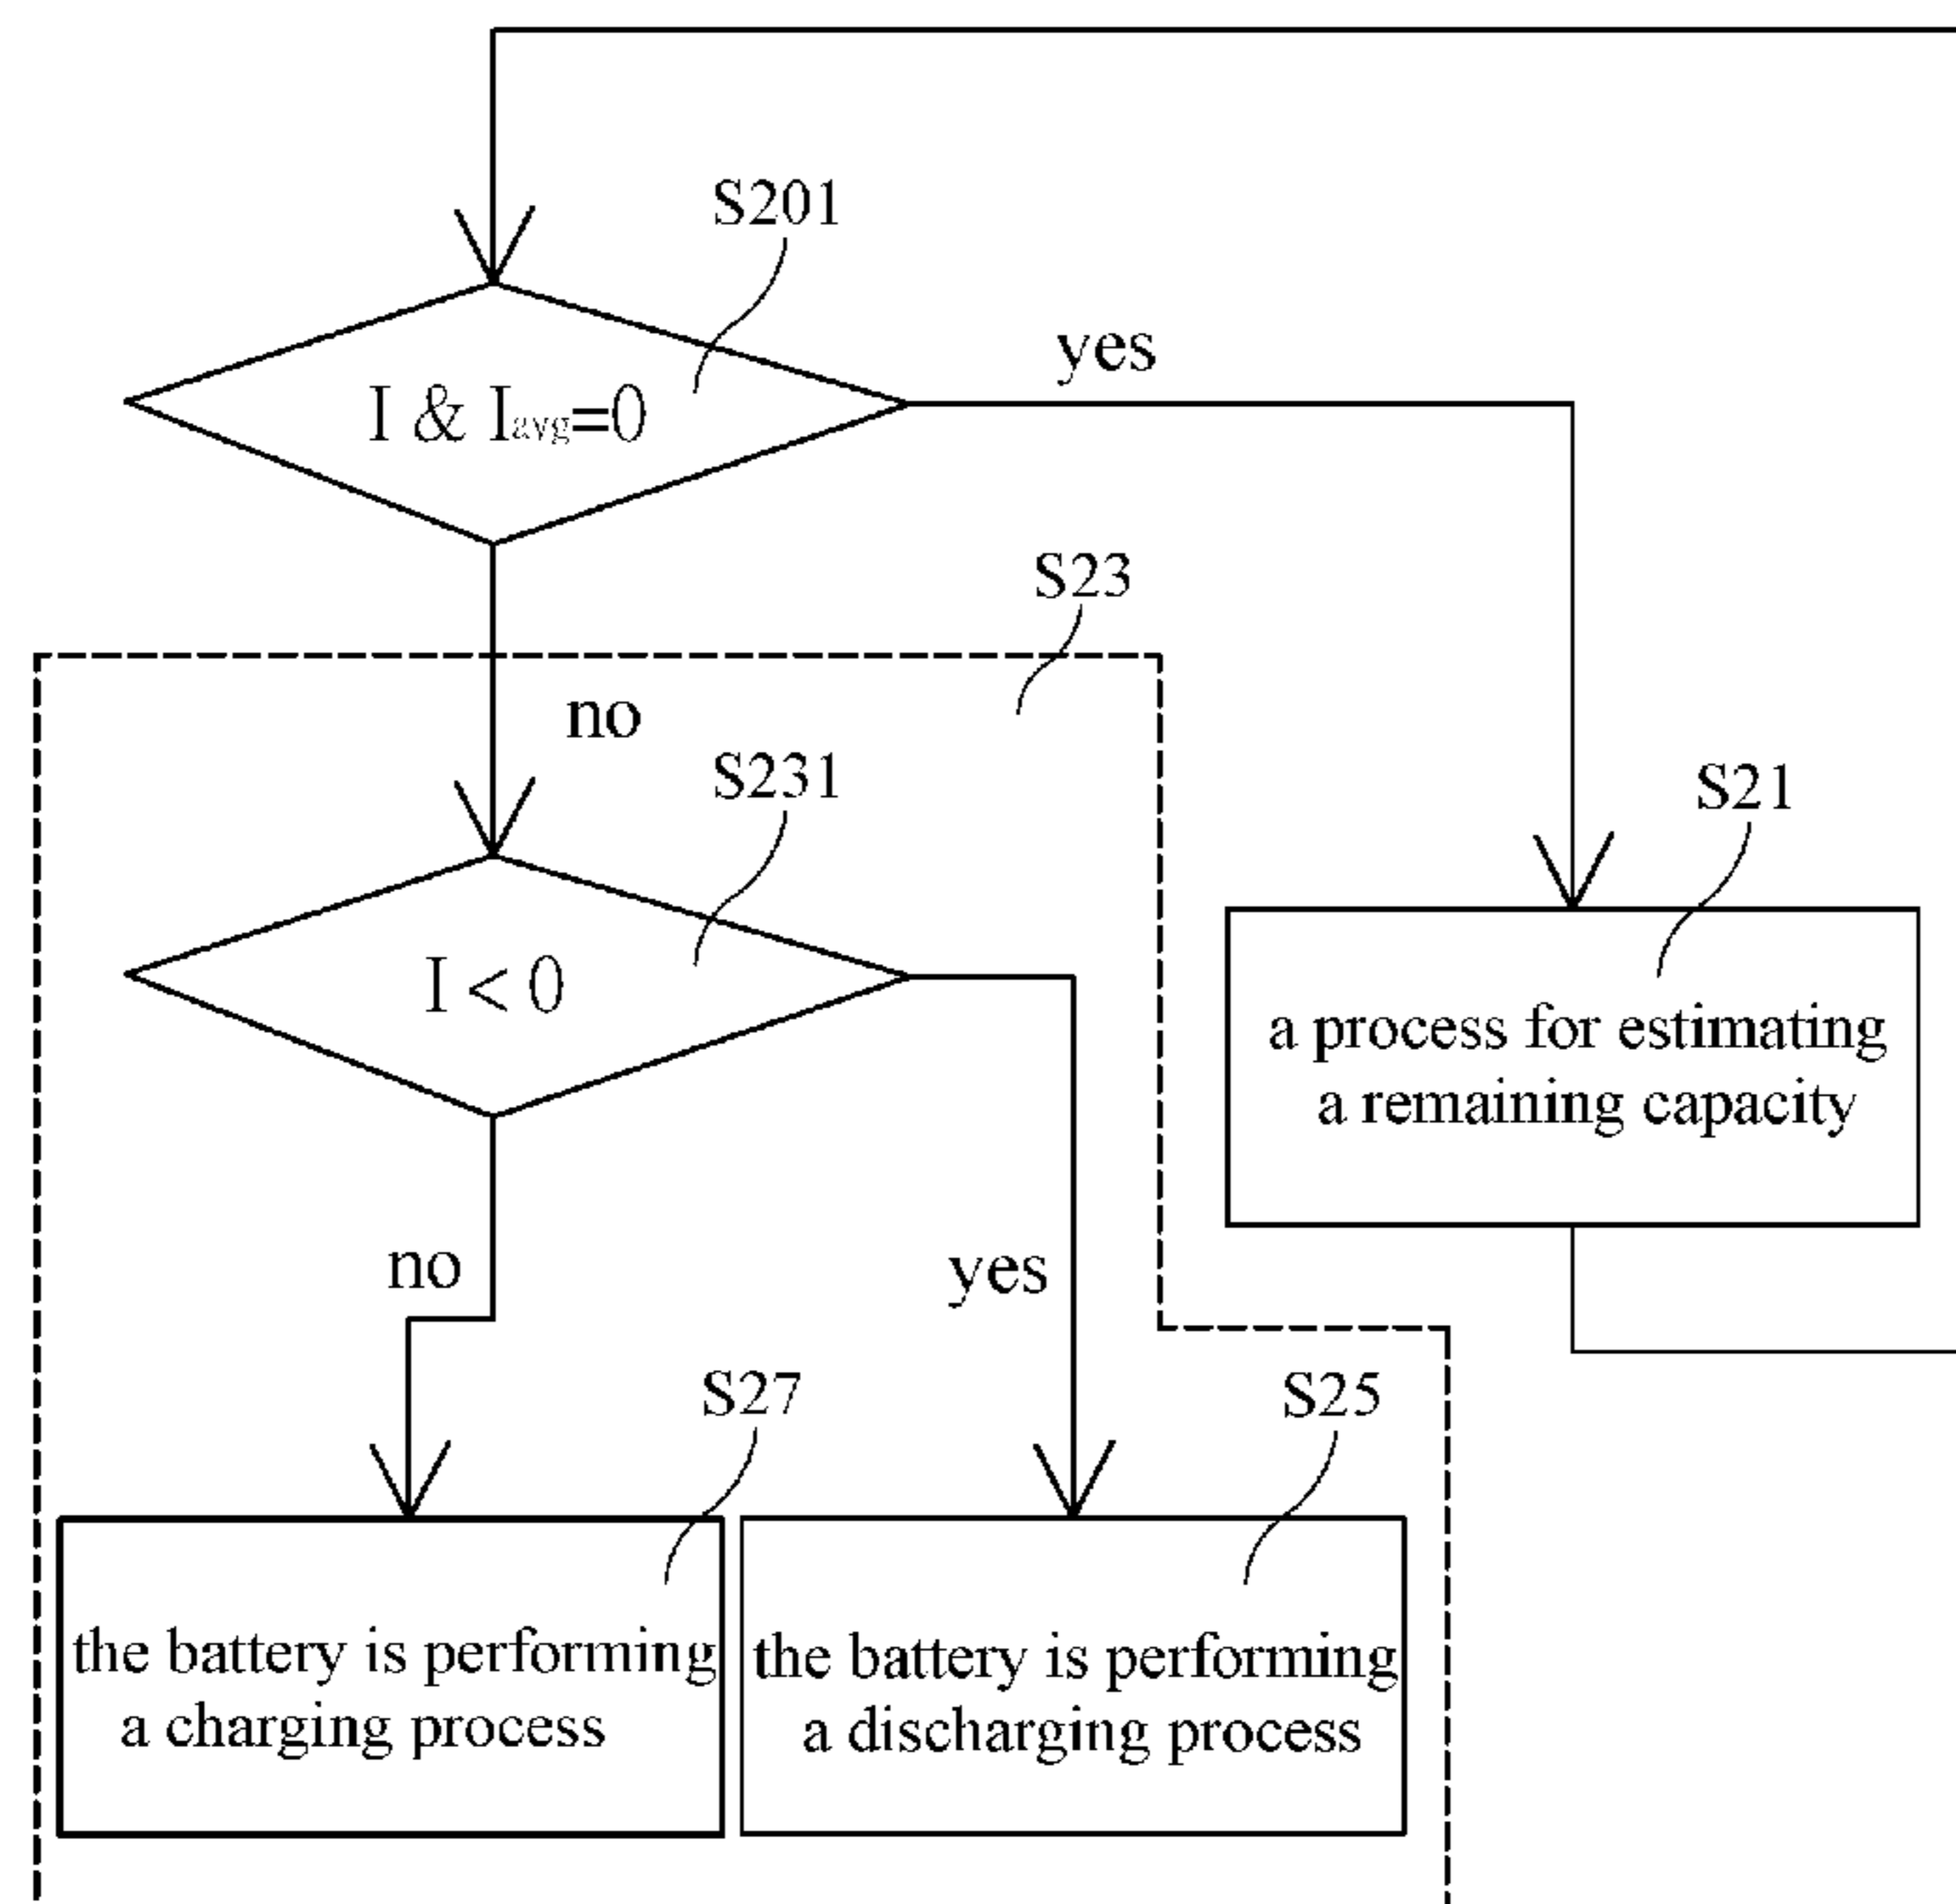 S201
yes
I & Iavg=0
S23
no
S231
S21
I < 0
a process for estimating
a remaining capacity
no
yes
S27
S25
the battery is performing
a charging process
the battery is performing
a discharging process